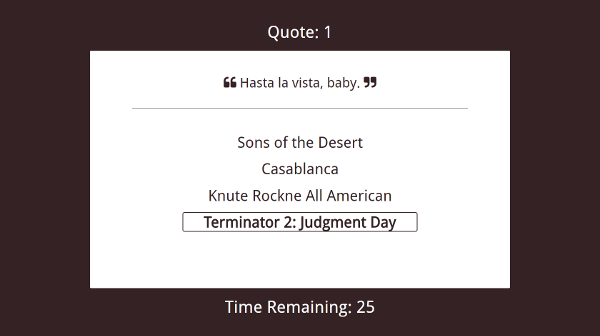 Quote: 1
❝ Hasta la vista, baby. ❞
Sons of the Desert
Casablanca
Knute Rockne All American
Terminator 2: Judgment Day
Time Remaining: 25